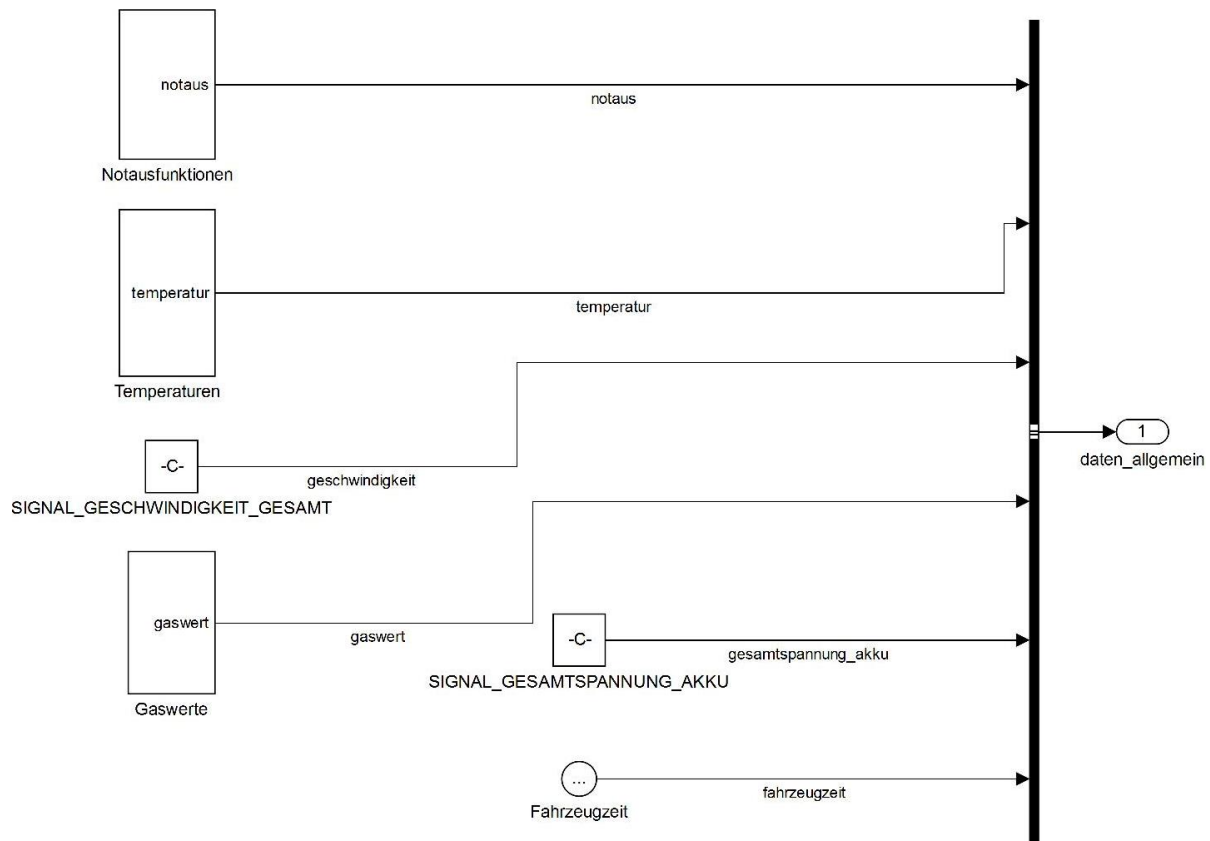 notaus
notaus
Notausfunktionen
temperatur
temperatur
Temperaturen
1
daten_allgemein
-C-
geschwindigkeit
SIGNAL_GESCHWINDIGKEIT_GESAMT
gaswert
gaswert
-C-
gesamtspannung_akku
SIGNAL_GESAMTSPANNUNG_AKKU
Gaswerte
...
fahrzeugzeit
Fahrzeugzeit